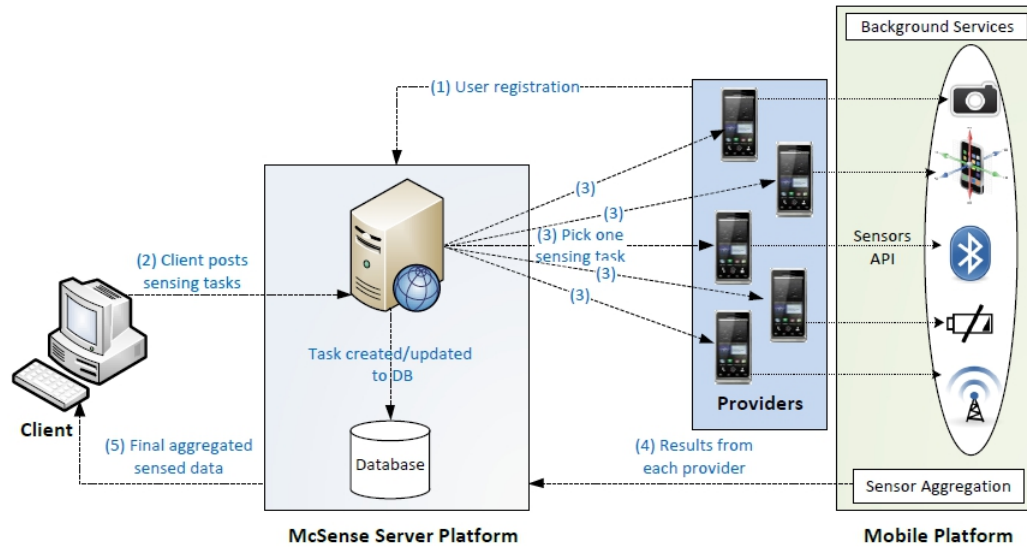 Background Services
(1) User registration
(3)
(3)
(2) Client posts
sensing tasks
(3) Pick one
sensing task
Sensors
API
(3)
(3)
Task created/updated
to DB
Providers
Client
(5) Final aggregated
sensed data
Database
(4) Results from
each provider
Sensor Aggregation
McSense Server Platform
Mobile Platform